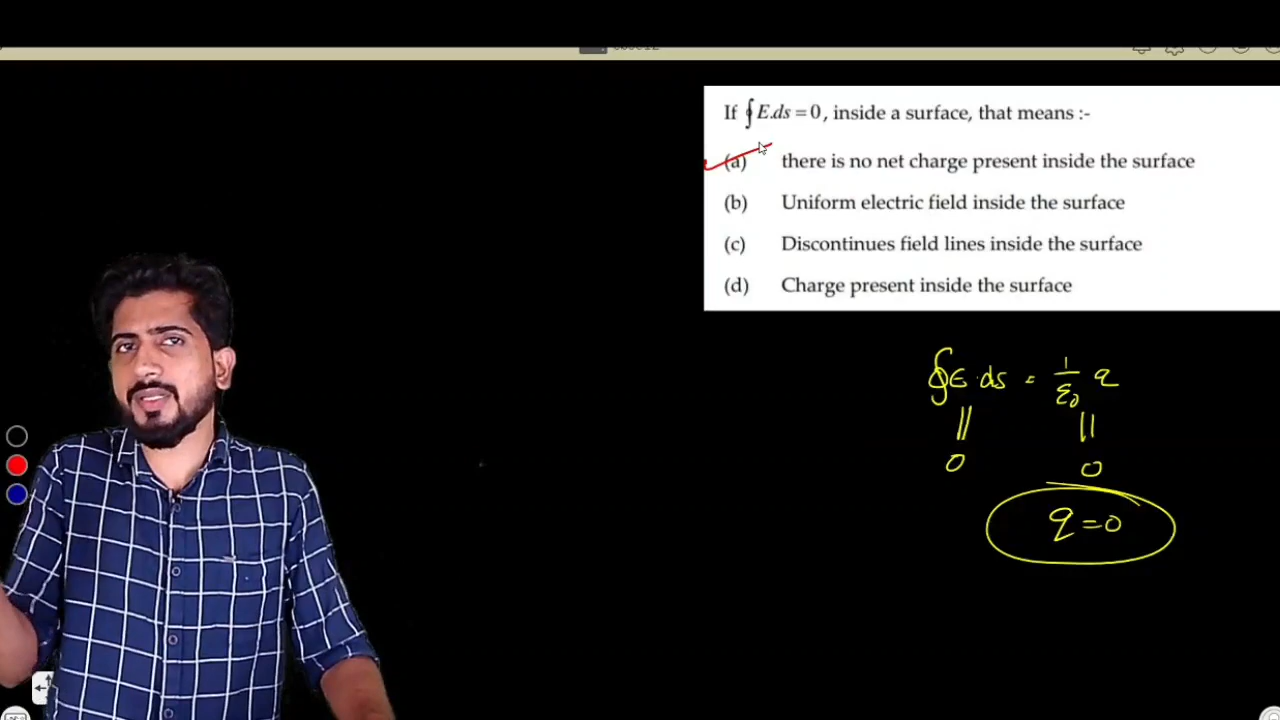 If ∮E.ds = 0, inside a surface, that means :-
(a) there is no net charge present inside the surface
(b) Uniform electric field inside the surface
(c) Discontinues field lines inside the surface
(d) Charge present inside the surface
∮E.ds = 1/ε₀ q
|| ||
0 0
q=0